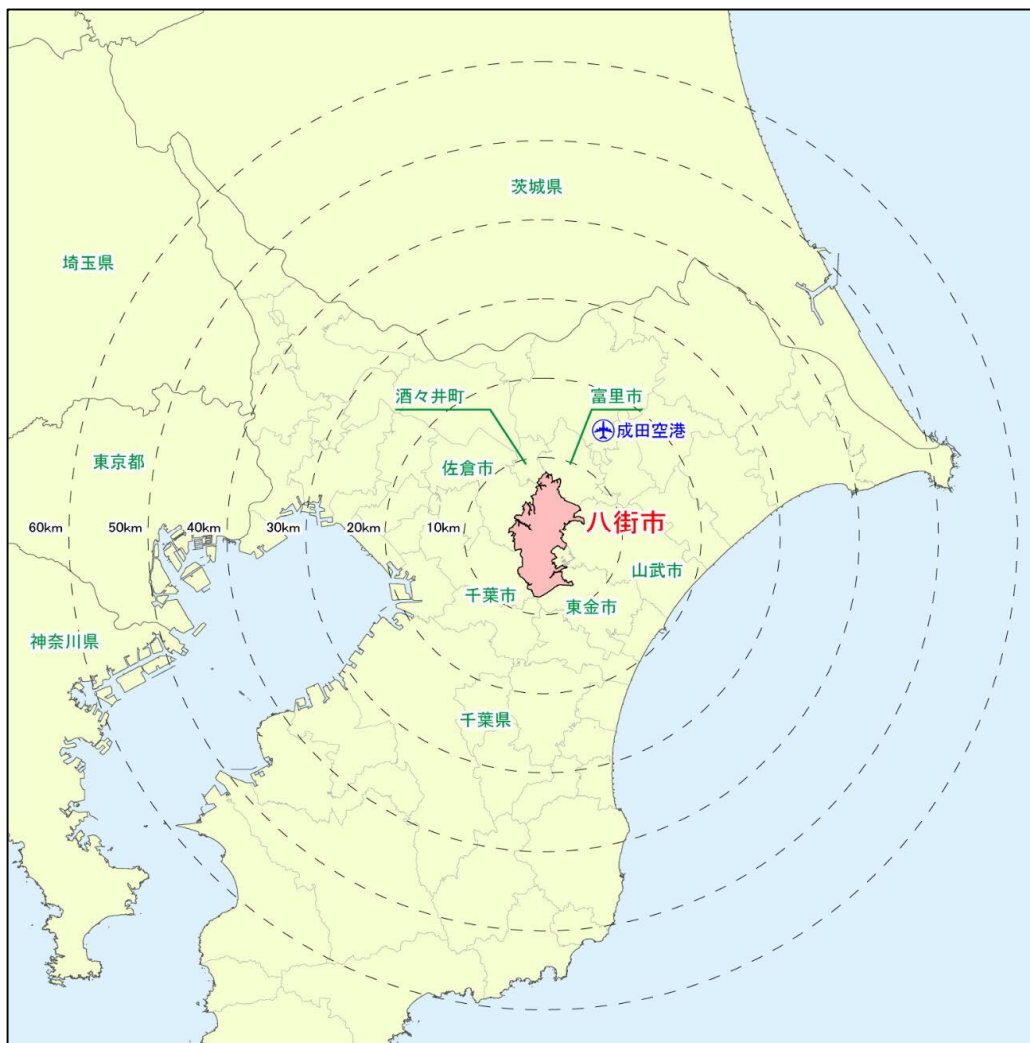 茨城県
埼玉県
酒々井町
富里市
成田空港
東京都
佐倉市
60km
50km
40km
30km
20km
10km
八街市
山武市
千葉市
東金市
神奈川県
千葉県